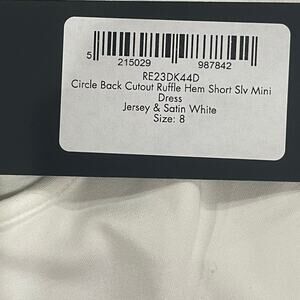 5 215029 987842
RE23DK44D
Circle Back Cutout Ruffle Hem Short Slv Mini
Dress
Jersey & Satin White
Size: 8